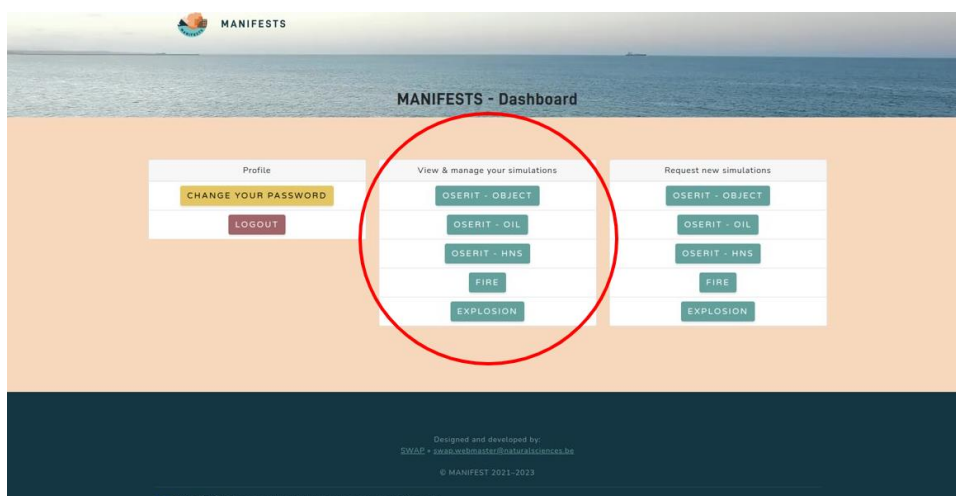 MANIFESTS
MANIFESTS - Dashboard
Profile
CHANGE YOUR PASSWORD
LOGOUT
View & manage your simulations
OSERIT - OBJECT
OSERIT - OIL
OSERIT - HNS
FIRE
EXPLOSION
Request new simulations
OSERIT - OBJECT
OSERIT - OIL
OSERIT - HNS
FIRE
EXPLOSION
Designed and developed by:
SWAP • swap.webmaster@naturalsciences.be
© MANIFEST 2021-2023